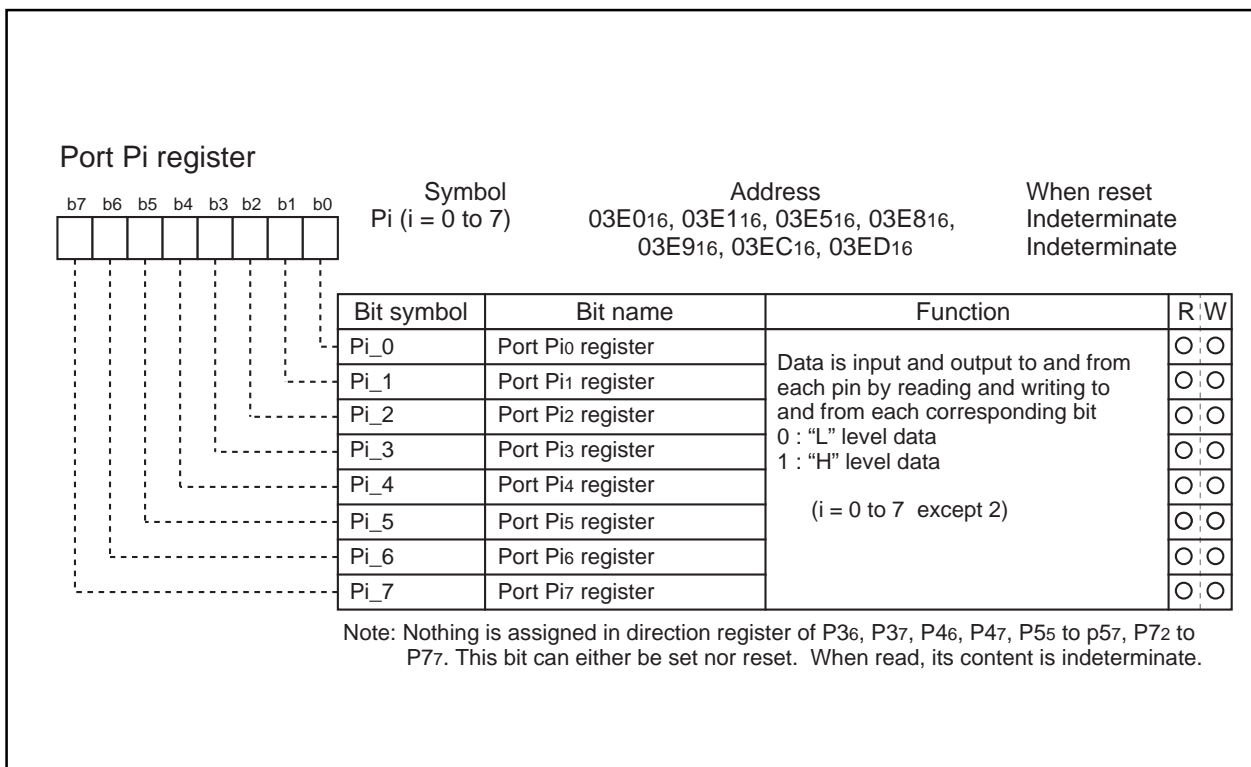 Port Pi register
b7 b6 b5 b4 b3 b2 b1 b0
Symbol Address When reset
Pi (i = 0 to 7) 03E016, 03E116, 03E516, 03E816, Indeterminate
03E916, 03EC16, 03ED16 Indeterminate
Bit symbol Bit name Function R W
Pi_0 Port Pi0 register
Pi_1 Port Pi1 register
Pi_2 Port Pi2 register
Pi_3 Port Pi3 register
Pi_4 Port Pi4 register
Pi_5 Port Pi5 register
Pi_6 Port Pi6 register
Pi_7 Port Pi7 register
Data is input and output to and from
each pin by reading and writing to
and from each corresponding bit
0 : “L” level data
1 : “H” level data
(i = 0 to 7 except 2)
Note: Nothing is assigned in direction register of P36, P37, P46, P47, P55 to p57, P72 to
P77. This bit can either be set nor reset. When read, its content is indeterminate.